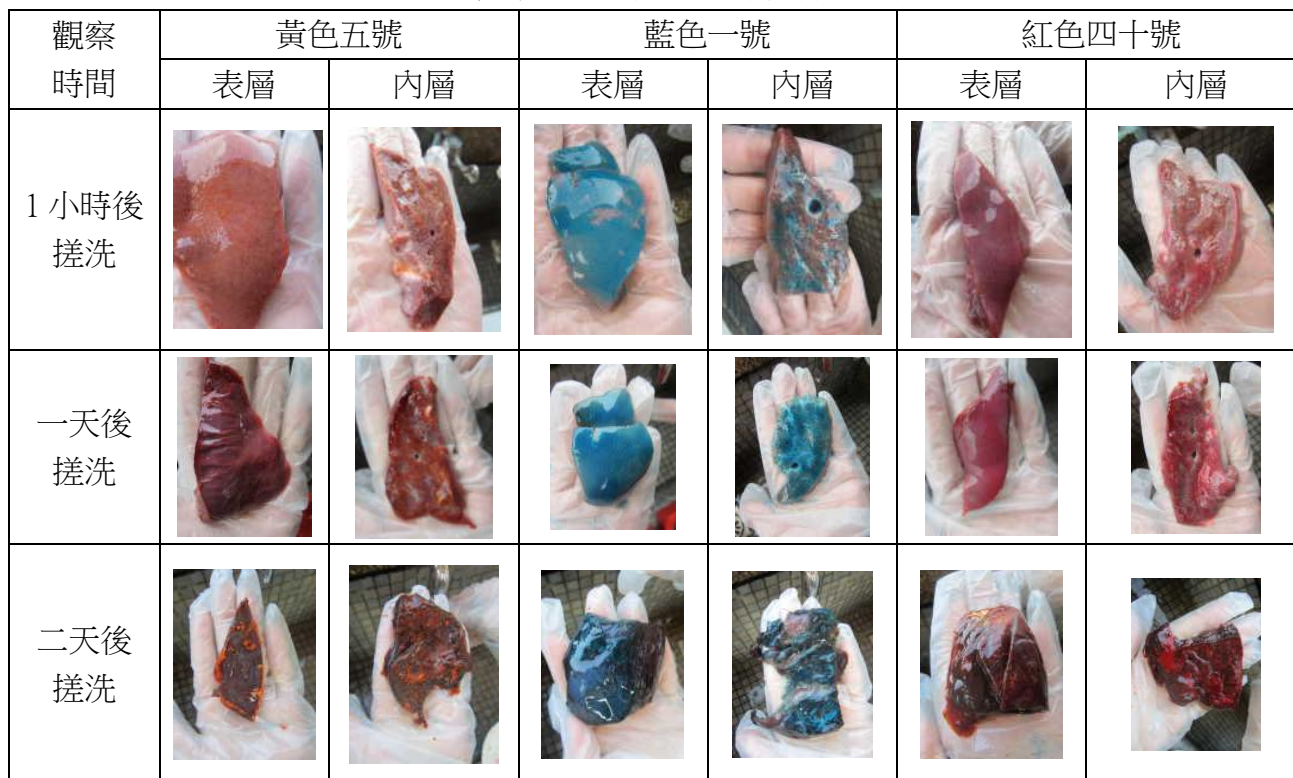 觀察
時間
黃色五號
藍色一號
紅色四十號
表層
內層
表層
內層
表層
內層
1 小時後
搓洗
一天後
搓洗
二天後
搓洗